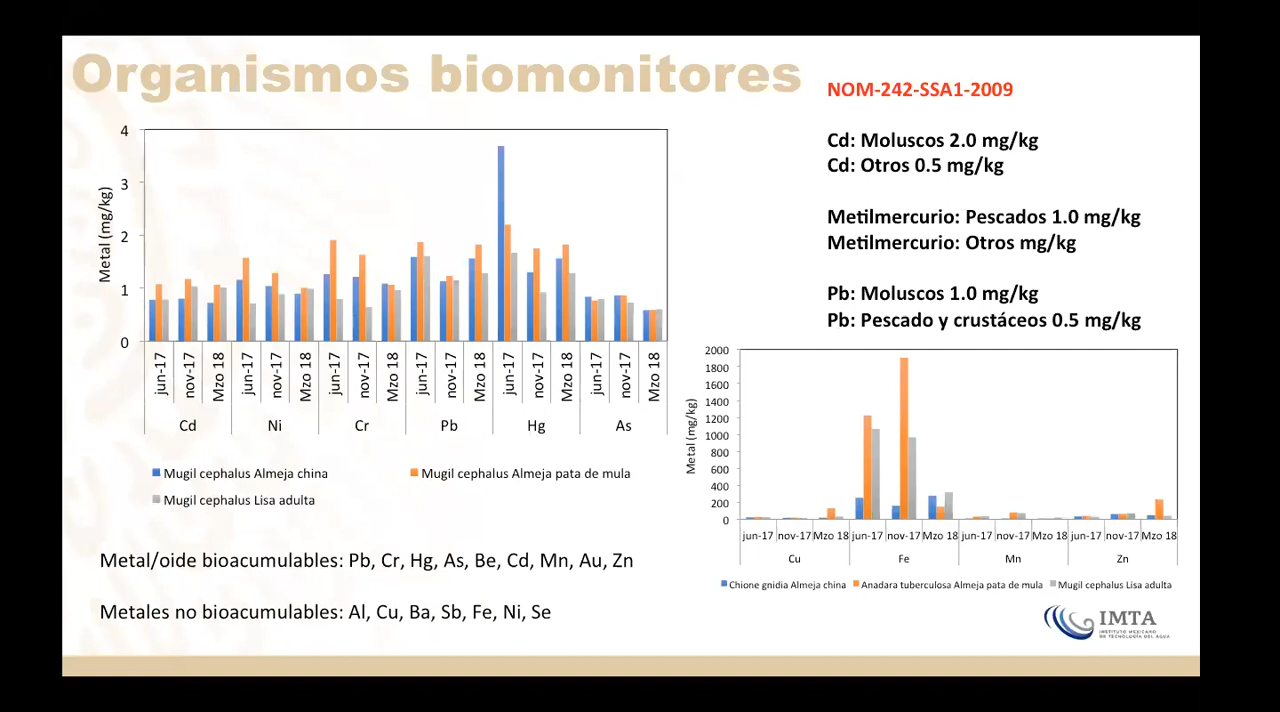 Organismos biomonitores
NOM-242-SSA1-2009
Cd: Moluscos 2.0 mg/kg
Cd: Otros 0.5 mg/kg
Metilmercurio: Pescados 1.0 mg/kg
Metilmercurio: Otros mg/kg
Pb: Moluscos 1.0 mg/kg
Pb: Pescado y crustáceos 0.5 mg/kg
Metal (mg/kg)
4
3
2
1
0
jun-17 nov-17 Mzo 18 jun-17 nov-17 Mzo 18 jun-17 nov-17 Mzo 18 jun-17 nov-17 Mzo 18 jun-17 nov-17 Mzo 18 jun-17 nov-17 Mzo 18
Cd Ni Cr Pb Hg As
Mugil cephalus Almeja china Mugil cephalus Almeja pata de mula
Mugil cephalus Lisa adulta
Metal (mg/kg)
2000
1800
1600
1400
1200
1000
800
600
400
200
0
jun-17 nov-17 Mzo 18 jun-17 nov-17 Mzo 18 jun-17 nov-17 Mzo 18 jun-17 nov-17 Mzo 18
Cu Fe Mn Zn
Chione gnidia Almeja china Anadara tuberculosa Almeja pata de mula Mugil cephalus Lisa adulta
Metal/oide bioacumulables: Pb, Cr, Hg, As, Be, Cd, Mn, Au, Zn
Metales no bioacumulables: Al, Cu, Ba, Sb, Fe, Ni, Se
IMTA
INSTITUTO MEXICANO
DE TECNOLOGÍA DEL AGUA